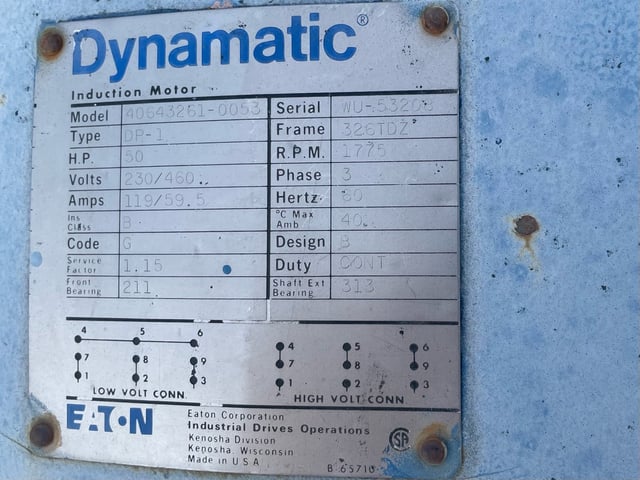 Dynamatic®
Induction Motor
Model 40643261-0053 Serial
Type DP-1 Frame 326TDZ
H.P. 50 R.P.M. 1775
Volts 230/460 Phase 3
Amps 119/59.5 Hertz 60
Ins Class B °C Max Amb 40
Code G Design B
Service Factor 1.15 Duty CONT
Front Bearing 211 Shaft Ext Bearing 313
4 5 6 4 5 6
7 8 9 7 8 9
1 2 3 1 2 3
LOW VOLT CONN. HIGH VOLT CONN.
EATON Eaton Corporation
Industrial Drives Operations
Kenosha Division
Kenosha, Wisconsin
Made in U S A
SA
B 65710